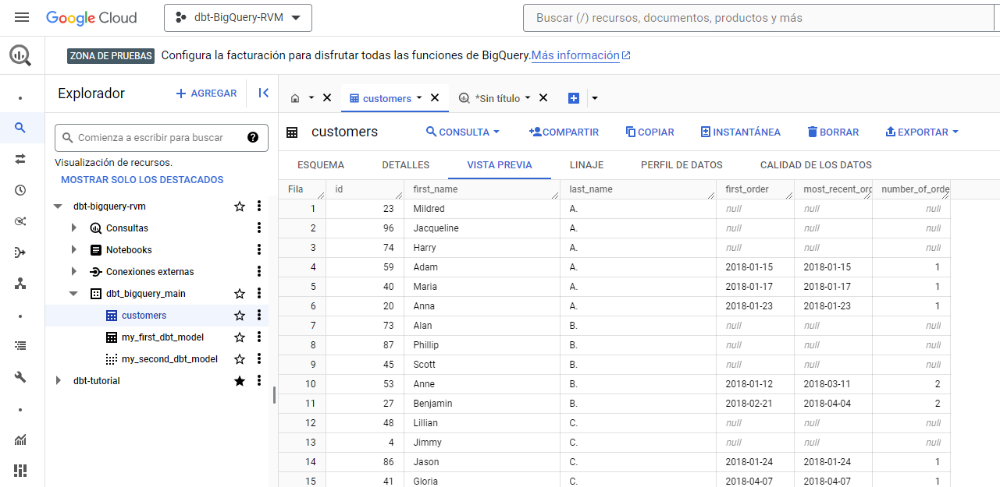 Google Cloud dbt-BigQuery-RVM Buscar (/) recursos, documentos, productos y más
ZONA DE PRUEBAS Configura la facturación para disfrutar todas las funciones de BigQuery. Más información
Explorador + AGREGAR
Comienza a escribir para buscar
Visualización de recursos.
MOSTRAR SOLO LOS DESTACADOS
dbt-bigquery-rvm
Consultas
Notebooks
Conexiones externas
dbt_bigquery_main
customers
my_first_dbt_model
my_second_dbt_model
dbt-tutorial
customers *Sin título
customers CONSULTA COMPARTIR COPIAR INSTANTÁNEA BORRAR EXPORTAR
ESQUEMA DETALLES VISTA PREVIA LINAJE PERFIL DE DATOS CALIDAD DE LOS DATOS
Fila id first_name last_name first_order most_recent_ord number_of_orde
1 23 Mildred A. null null null
2 96 Jacqueline A. null null null
3 74 Harry A. null null null
4 59 Adam A. 2018-01-15 2018-01-15 1
5 40 Maria A. 2018-01-17 2018-01-17 1
6 20 Anna A. 2018-01-23 2018-01-23 1
7 73 Alan B. null null null
8 87 Phillip B. null null null
9 45 Scott B. null null null
10 53 Anne B. 2018-01-12 2018-03-11 2
11 27 Benjamin B. 2018-02-21 2018-04-04 2
12 48 Lillian C. null null null
13 4 Jimmy C. null null null
14 86 Jason C. 2018-01-24 2018-01-24 1
15 41 Gloria C. 2018-04-07 2018-04-07 1